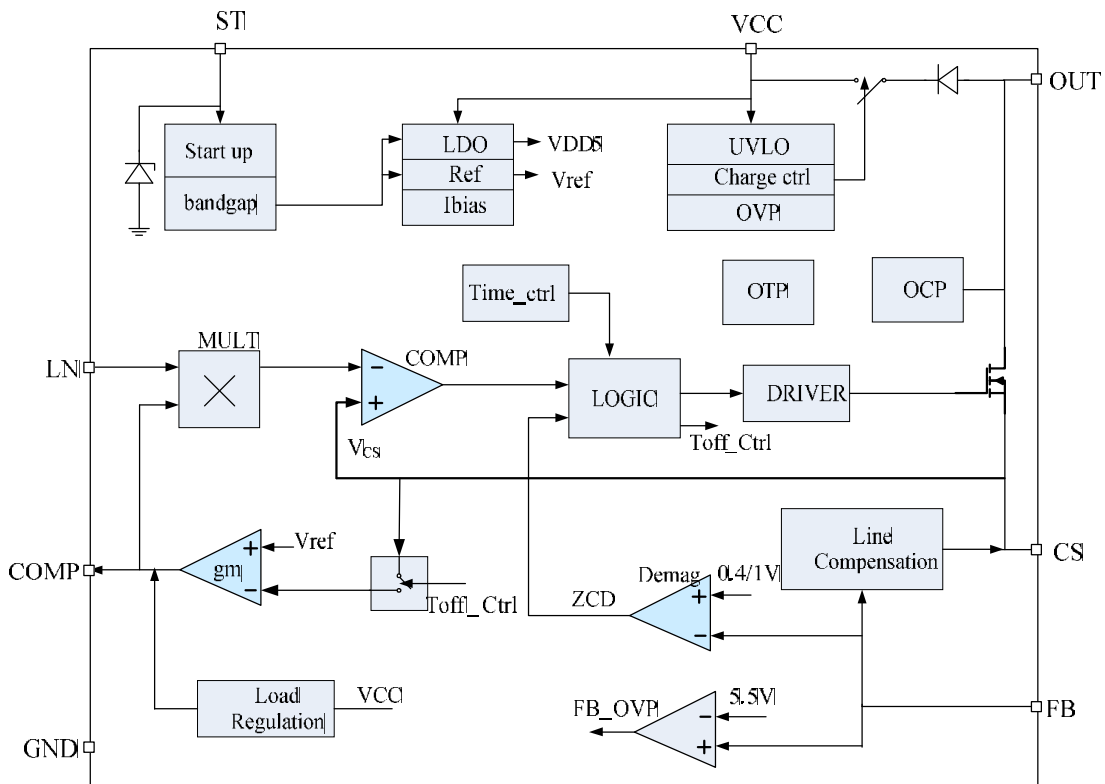 ST
VCC
OUT
Start up
bandgap
LDO
Ref
Ibias
VDD5
Vref
UVLO
Charge ctrl
OVP
Time_ctrl
OTP
OCP
LN
MULT
COMP
LOGIC
DRIVER
Toff_Ctrl
VCS
Vref
gm
COMP
Toff_Ctrl
Line
Compensation
CS
Demag
0.4/1V
ZCD
Load
Regulation
VCC
5.5V
FB_OVP
FB
GND